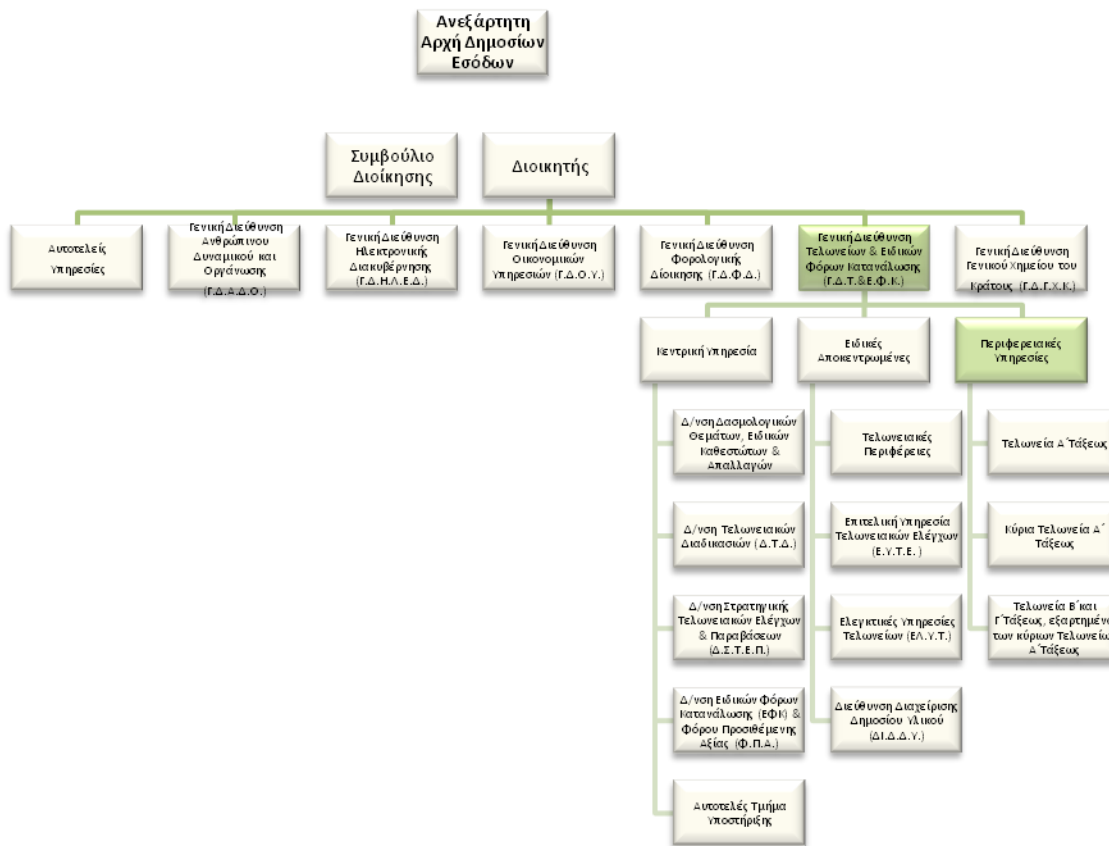 Ανεξάρτητη
Αρχή Δημοσίων
Εσόδων
Συμβούλιο
Διοίκησης
Διοικητής
Αυτοτελείς
Υπηρεσίες
Γενική Διεύθυνση
Ανθρώπινου
Δυναμικού και
Οργάνωσης
(Γ.Δ.Α.Δ.Ο.)
Γενική Διεύθυνση
Ηλεκτρονικής
Διακυβέρνησης
(Γ.Δ.Η.Λ.Ε.Δ.)
Γενική Διεύθυνση
Οικονομικών
Υπηρεσιών (Γ.Δ.Ο.Υ.)
Γενική Διεύθυνση
Φορολογικής
Δίοικησης (Γ.Δ.Φ.Δ.)
Γενική Διεύθυνση
Τελωνείων & Ειδικών
Φόρων Κατανάλωσης
(Γ.Δ.Τ.&Ε.Φ.Κ.)
Γενική Διεύθυνση
Γενικού Χημείου του
Κράτους (Γ.Δ.Γ.Χ.Κ.)
Κεντρική Υπηρεσία
Ειδικές
Αποκεντρωμένες
Περιφερειακές
Υπηρεσίες
Δ/νση Δασμολογικών
Θεμάτων, Ειδικών
Καθεστώτων &
Απαλλαγών
Τελωνειακές
Περιφέρειες
Τελωνεία Α΄Τάξεως
Δ/νση Τελωνειακών
Διαδικασιών (Δ.Τ.Δ.)
Επιτελική Υπηρεσία
Τελωνειακών Ελέγχων
(Ε.Υ.Τ.Ε. )
Κύρια Τελωνεία Α΄
Τάξεως
Δ/νση Στρατηγικής
Τελωνειακών Ελέγχων
& Παραβάσεων
(Δ.Σ.Τ.Ε.Π.)
Ελεγκτικές Υπηρεσίες
Τελωνείων (ΕΛ.Υ.Τ.)
Τελωνεία Β΄και
Γ΄Τάξεως, εξαρτημένα
των κύριων Τελωνείω
Α΄Τάξεως
Δ/νση Ειδικών Φόρων
Κατανάλωσης (ΕΦΚ) &
Φόρου Προσιθέμενης
Αξίας (Φ.Π.Α.)
Διεύθυνση Διαχείρισης
Δημοσίου Υλικού
(ΔΙ.Δ.Δ.Υ.)
Αυτοτελές Τμήμα
Υποστήριξης